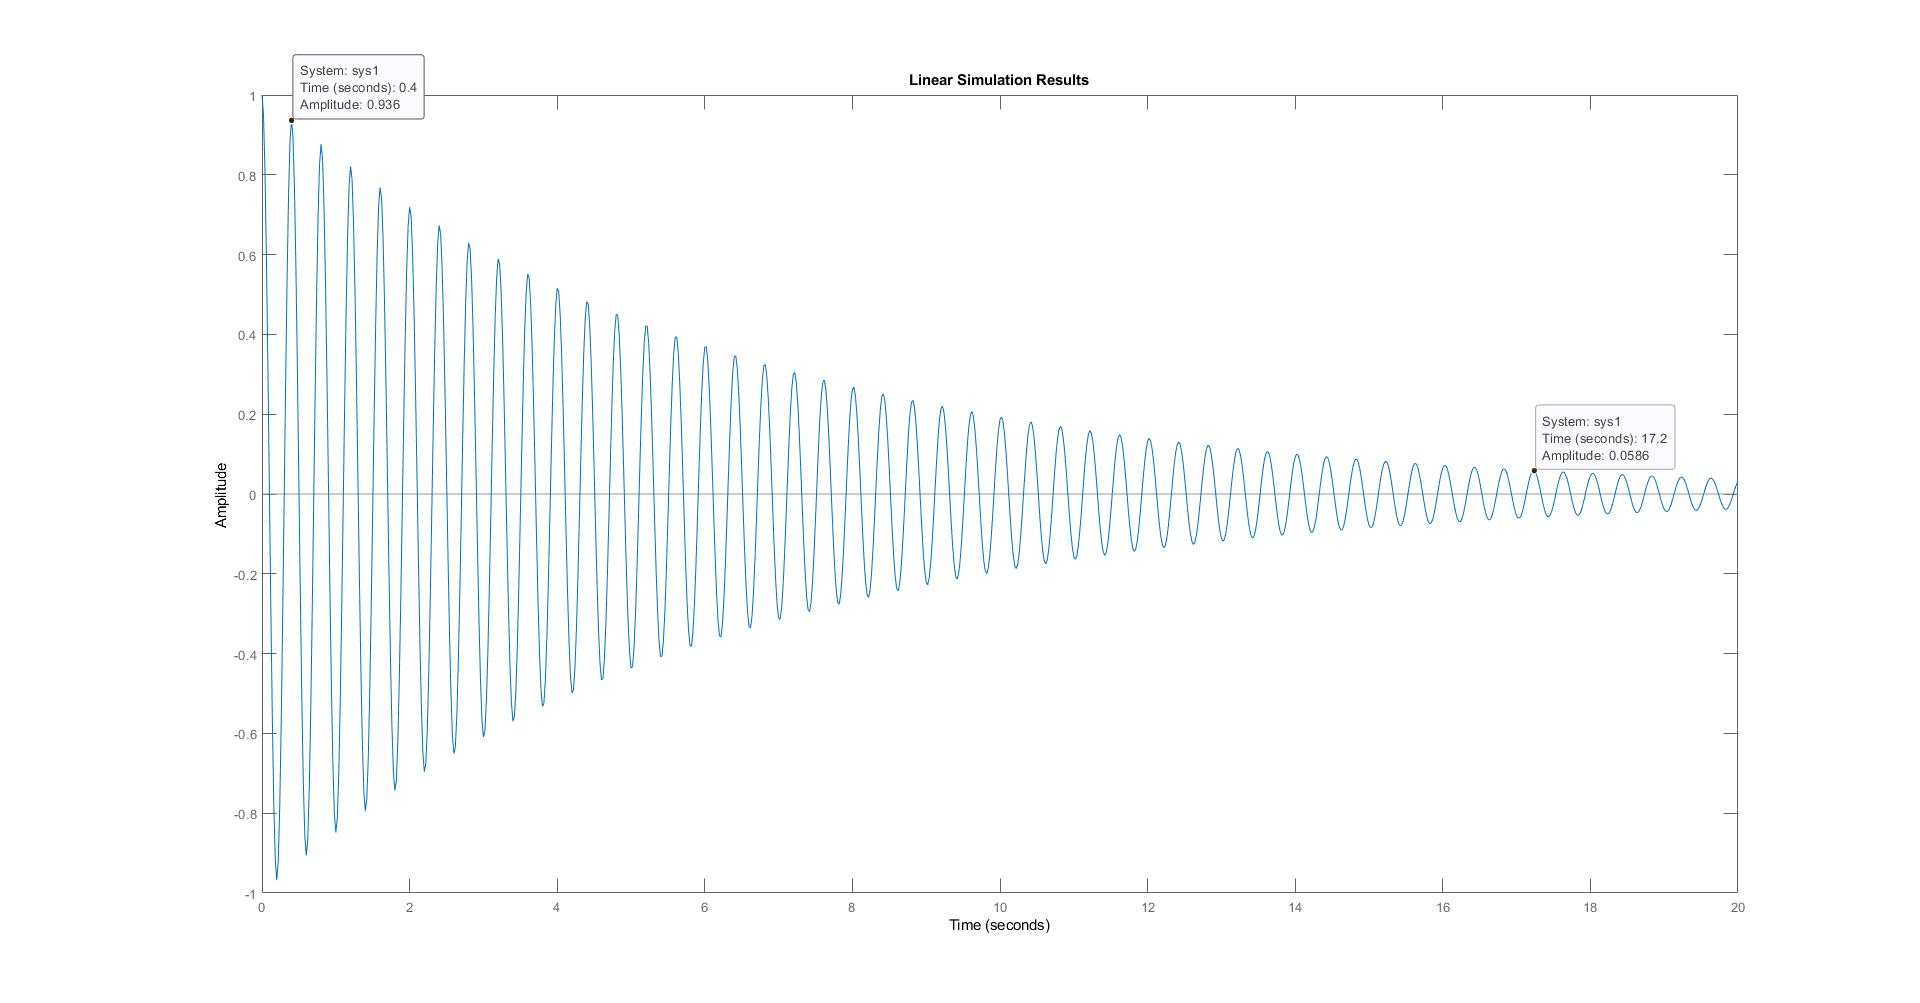 System: sys1
Time (seconds): 0.4
Amplitude: 0.936
Linear Simulation Results
1
0.8
0.6
0.4
0.2
0
-0.2
-0.4
-0.6
-0.8
-1
Amplitude
System: sys1
Time (seconds): 17.2
Amplitude: 0.0586
0 2 4 6 8 10 12 14 16 18 20
Time (seconds)